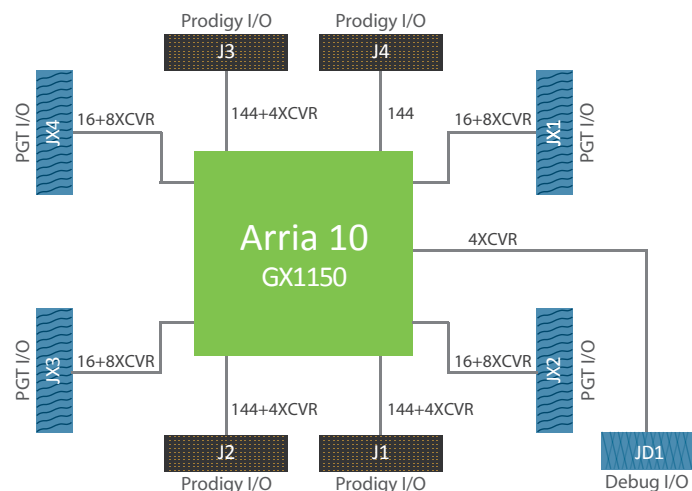 Prodigy I/O
Prodigy I/O
J3
J4
PGT I/O
JX4
16+8XCVR
144+4XCVR
144
16+8XCVR
JX1
PGT I/O
Arria 10
GX1150
4XCVR
PGT I/O
JX3
16+8XCVR
144+4XCVR
144+4XCVR
16+8XCVR
JX2
PGT I/O
J2
J1
JD1
Prodigy I/O
Prodigy I/O
Debug I/O